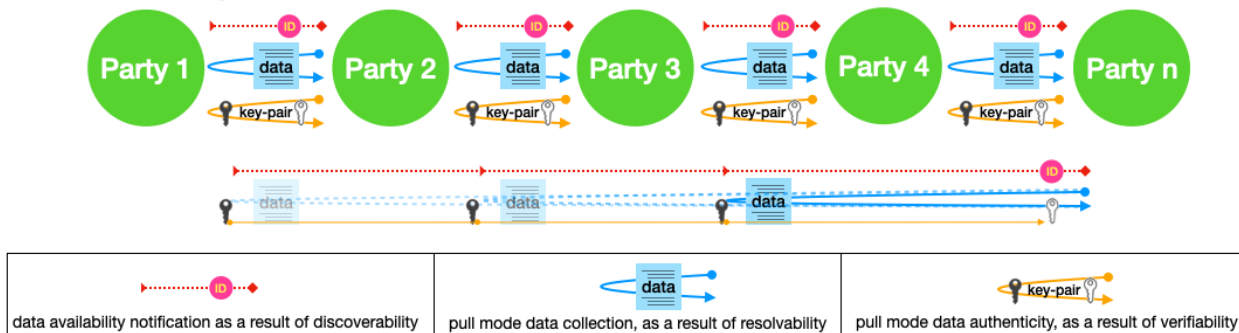 ID
ID
ID
ID
Party 1
data
Party 2
data
Party 3
data
Party 4
data
Party n
key-pair
key-pair
key-pair
key-pair
ID
data
data
data
ID
data
key-pair
data availability notification as a result of discoverability
pull mode data collection, as a result of resolvability
pull mode data authenticity, as a result of verifiability